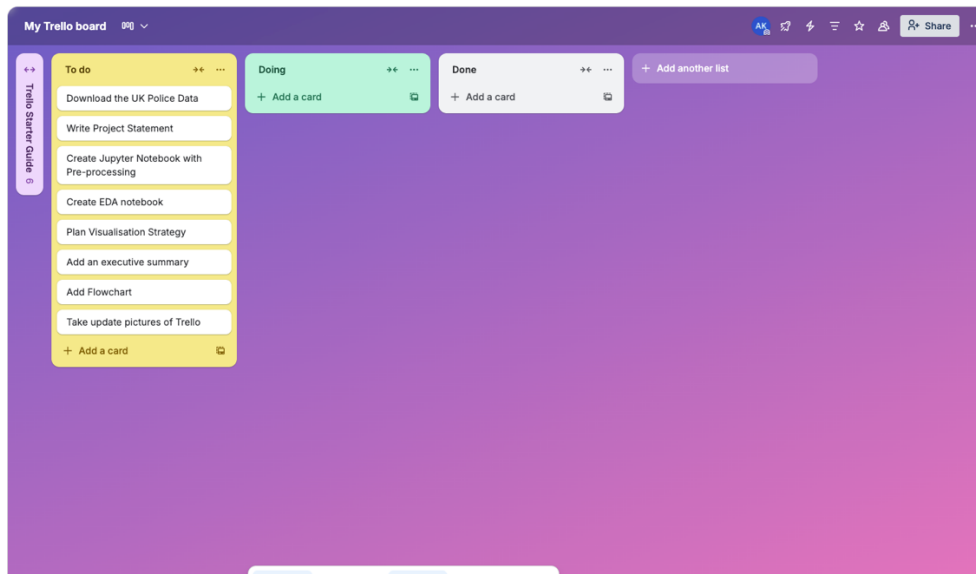 My Trello board
AK
Share
Trello Starter Guide 6
To do
Download the UK Police Data
Write Project Statement
Create Jupyter Notebook with
Pre-processing
Create EDA notebook
Plan Visualisation Strategy
Add an executive summary
Add Flowchart
Take update pictures of Trello
+ Add a card
Doing
+ Add a card
Done
+ Add a card
+ Add another list